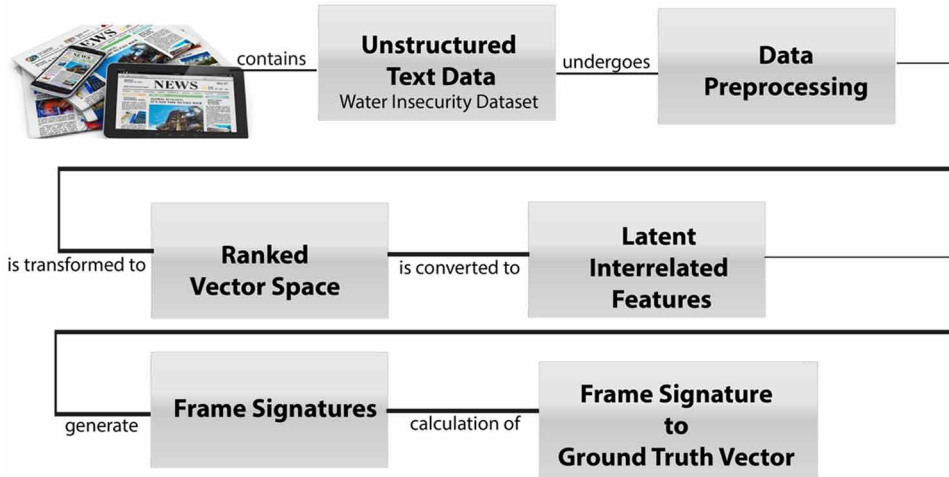 NEWS
NEWS
contains
Unstructured
Text Data
Water Insecurity Dataset
undergoes
Data
Preprocessing
is transformed to
Ranked
Vector Space
is converted to
Latent
Interrelated
Features
generate
Frame Signatures
calculation of
Frame Signature
to
Ground Truth Vector